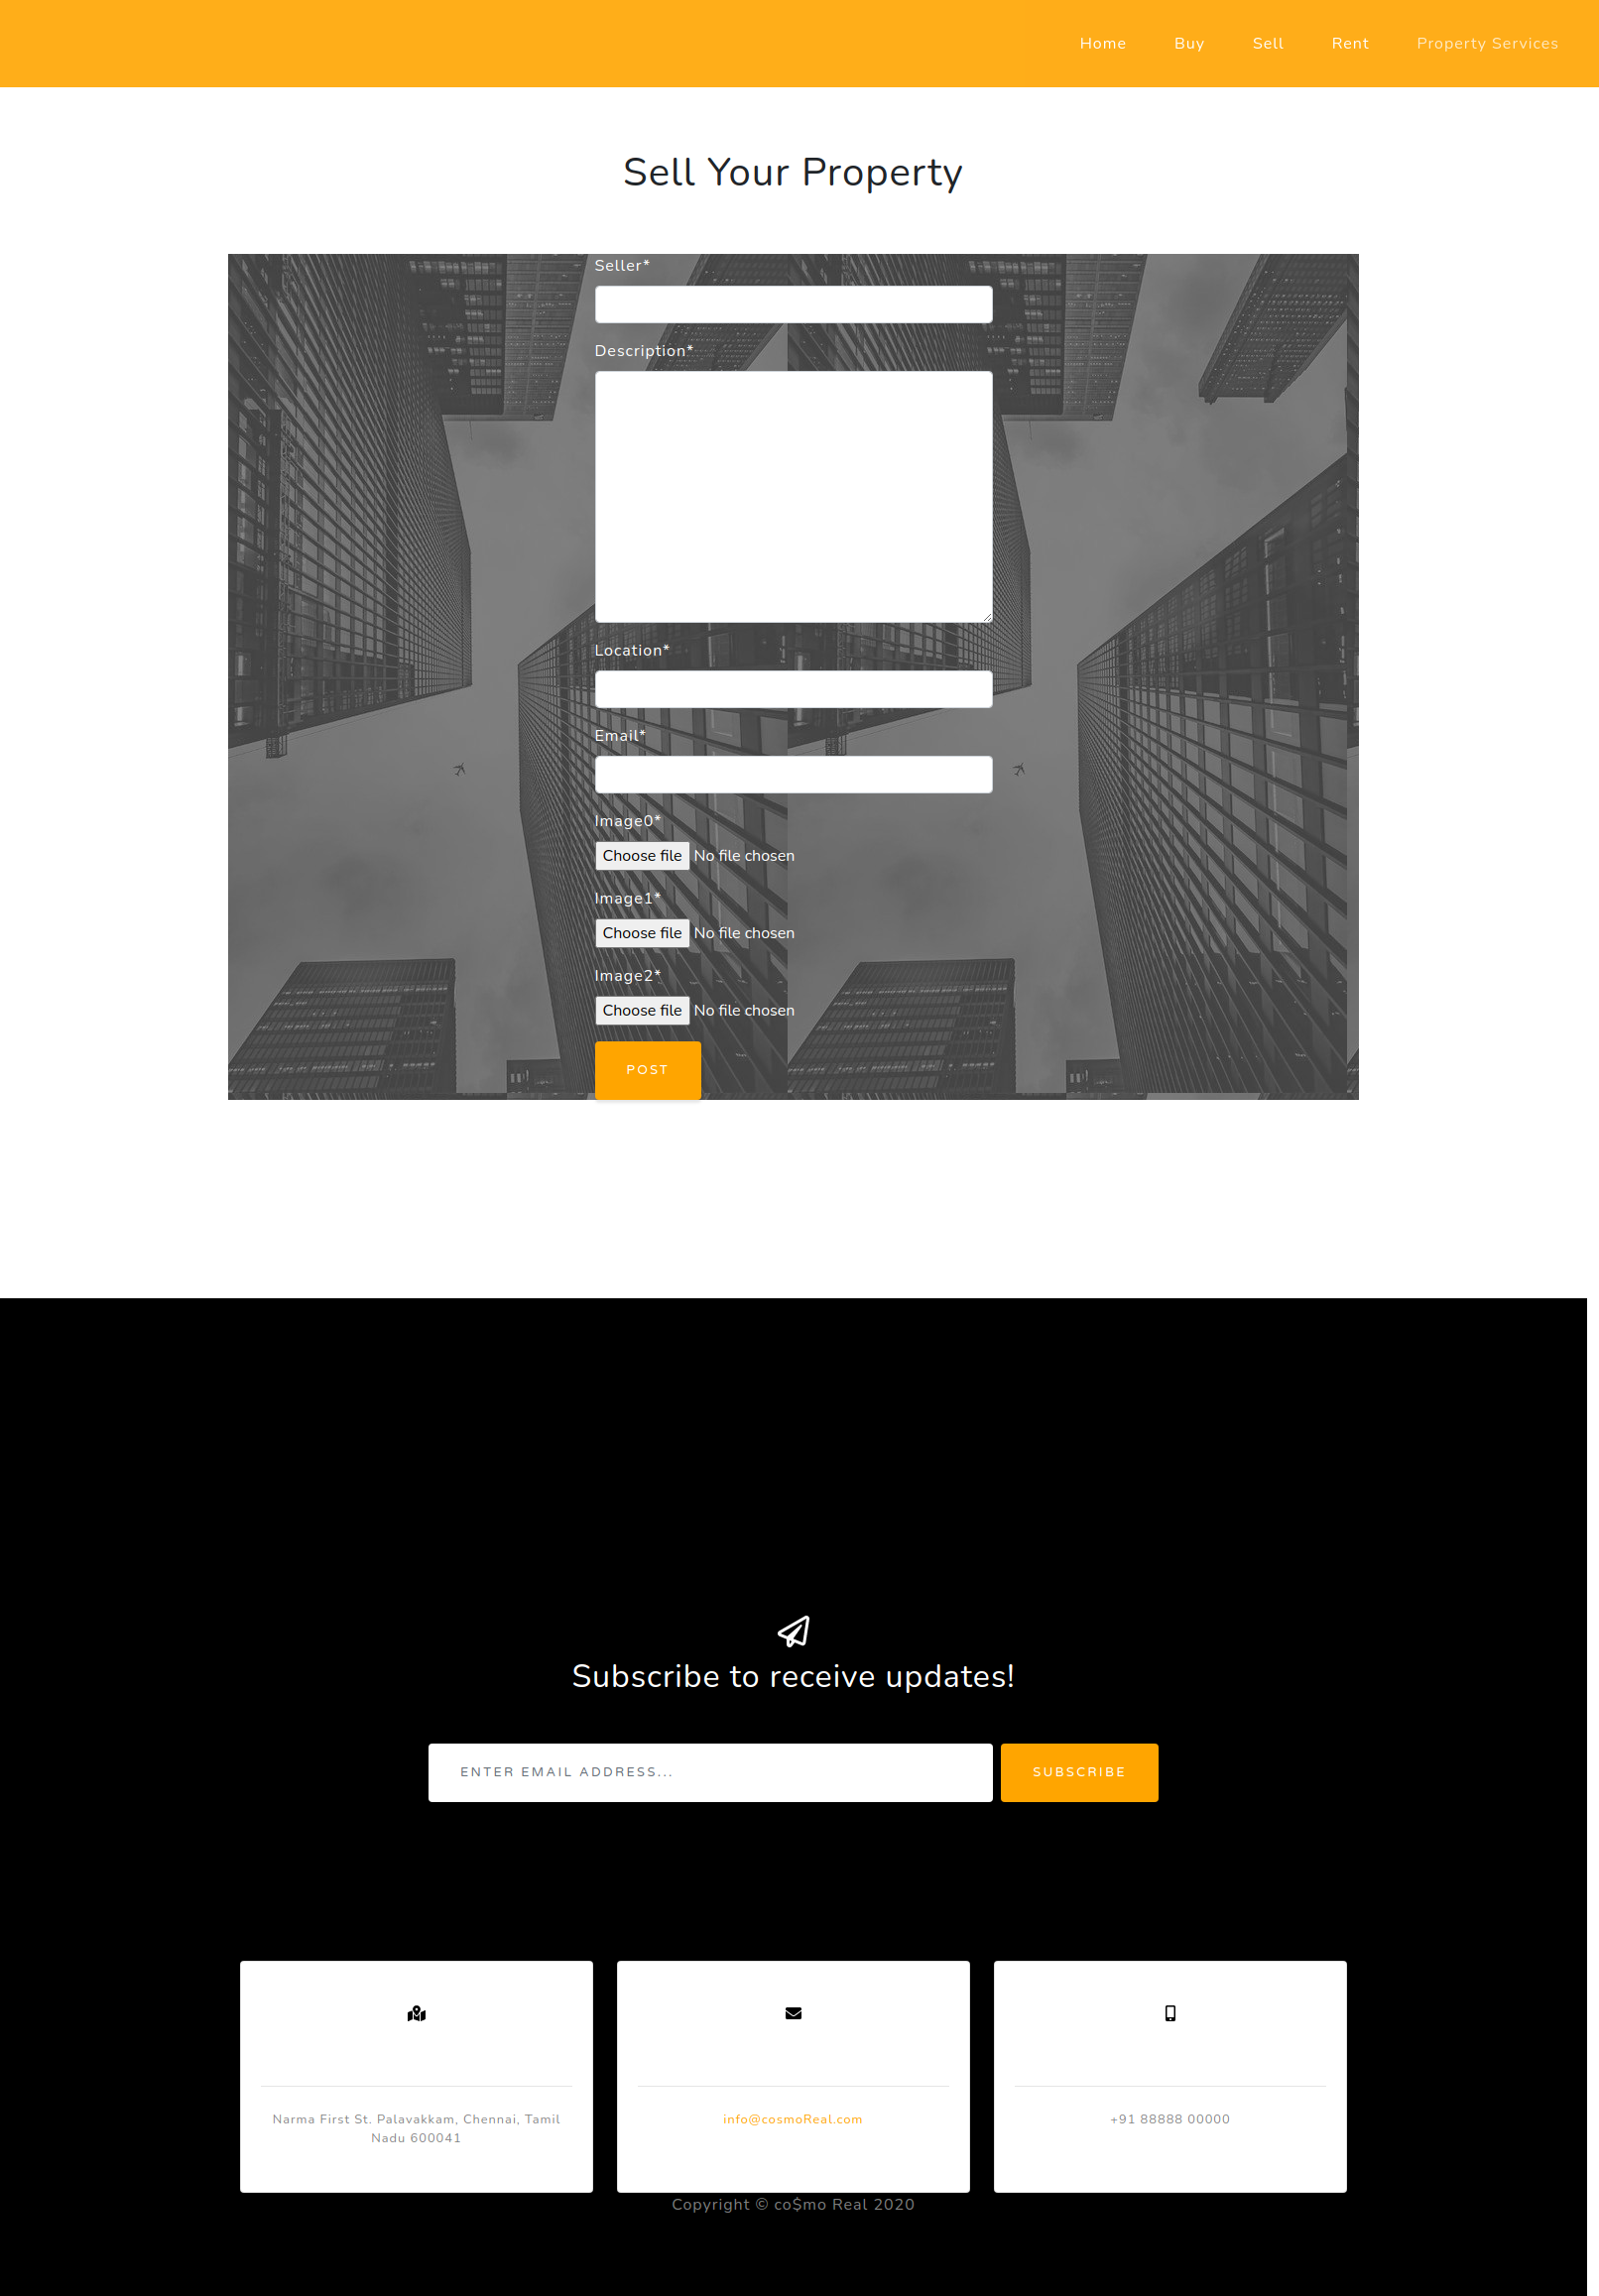 Home Buy Sell Rent Property Services
Sell Your Property
Seller*
Description*
Location*
Email*
Image0*
Choose file No file chosen
Image1*
Choose file No file chosen
Image2*
Choose file No file chosen
POST
Subscribe to receive updates!
ENTER EMAIL ADDRESS...
SUBSCRIBE
Narma First St. Palavakkam, Chennai, Tamil
Nadu 600041
info@cosmoReal.com
+91 88888 00000
Copyright © co$mo Real 2020